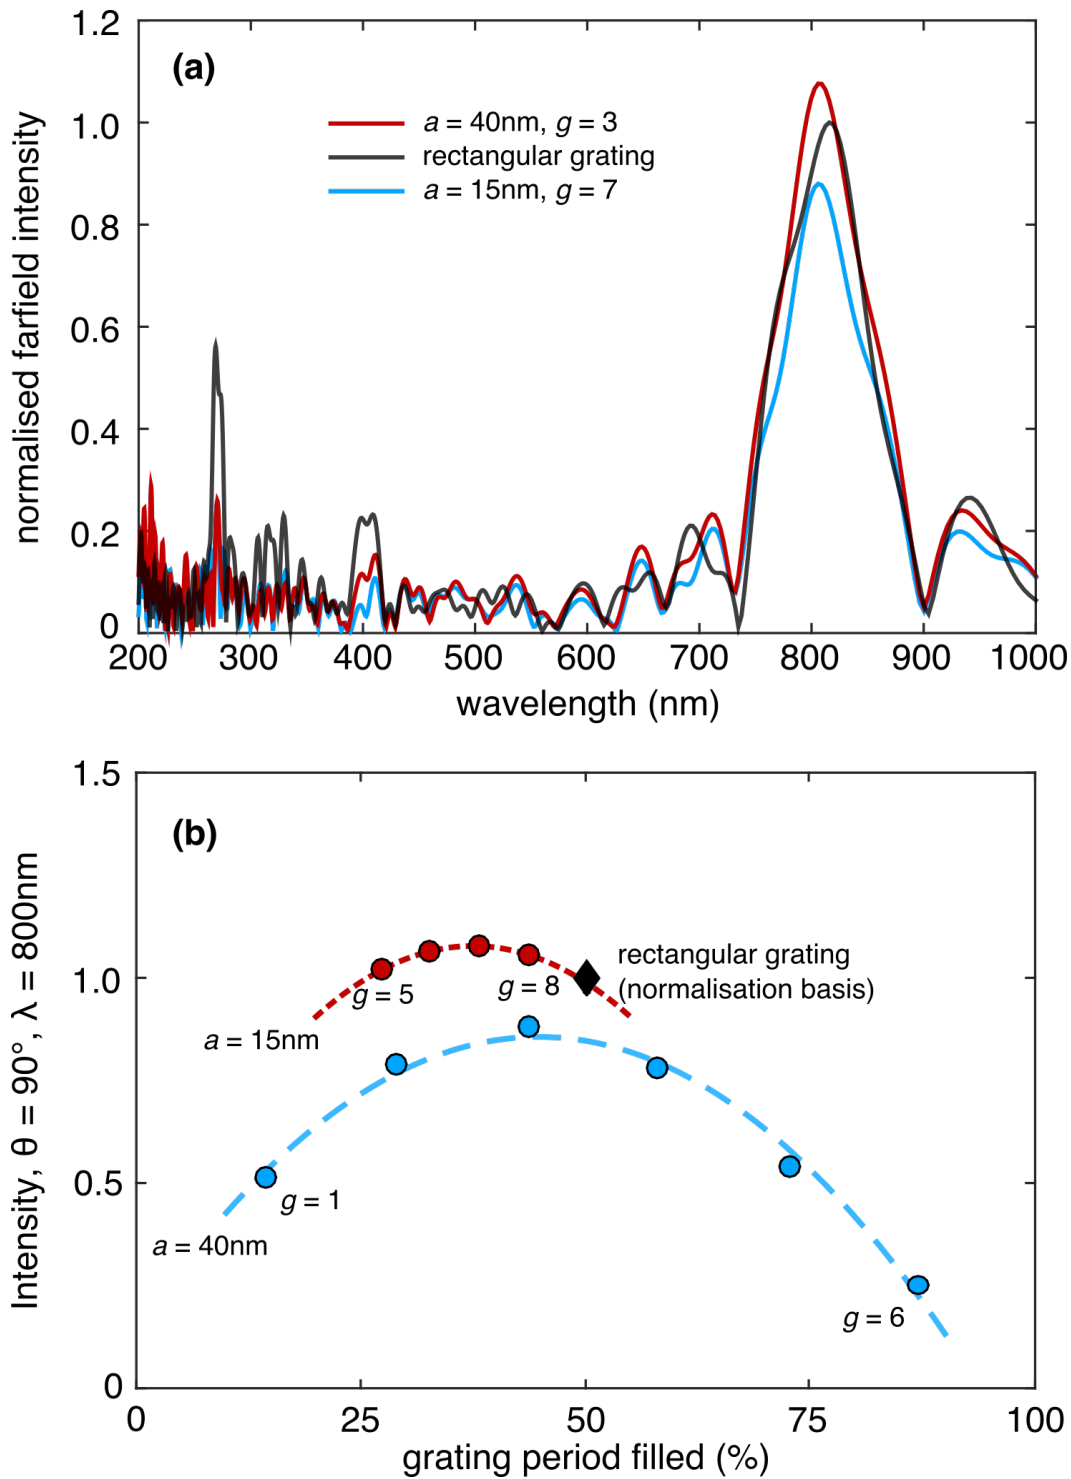 1.2
1.0
0.8
0.6
0.4
0.2
0
(a)
a = 40nm, g = 3
rectangular grating
a = 15nm, g = 7
normalised farfield intensity
200 300 400 500 600 700 800 900 1000
wavelength (nm)
1.5
1.0
0.5
0
(b)
rectangular grating
(normalisation basis)
g = 5
g = 8
a = 15nm
g = 1
a = 40nm
g = 6
Intensity, θ = 90°, λ = 800nm
0 25 50 75 100
grating period filled (%)